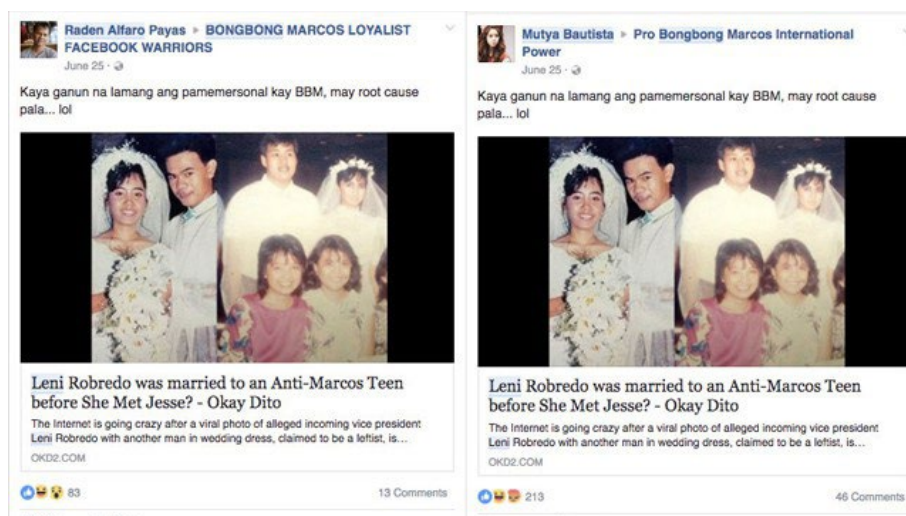 Raden Alfaro Payas ▸ BONGBONG MARCOS LOYALIST
FACEBOOK WARRIORS
June 25 ·
Kaya ganun na lamang ang pamemersonal kay BBM, may root cause
pala... lol
Leni Robredo was married to an Anti-Marcos Teen
before She Met Jesse? - Okay Dito
The Internet is going crazy after a viral photo of alleged incoming vice president
Leni Robredo with another man in wedding dress, claimed to be a leftist, is...
OKD2.COM
83
13 Comments
Mutya Bautista ▸ Pro Bongbong Marcos International
Power
June 25 ·
Kaya ganun na lamang ang pamemersonal kay BBM, may root cause
pala... lol
Leni Robredo was married to an Anti-Marcos Teen
before She Met Jesse? - Okay Dito
The Internet is going crazy after a viral photo of alleged incoming vice president
Leni Robredo with another man in wedding dress, claimed to be a leftist, is...
OKD2.COM
213
46 Comments